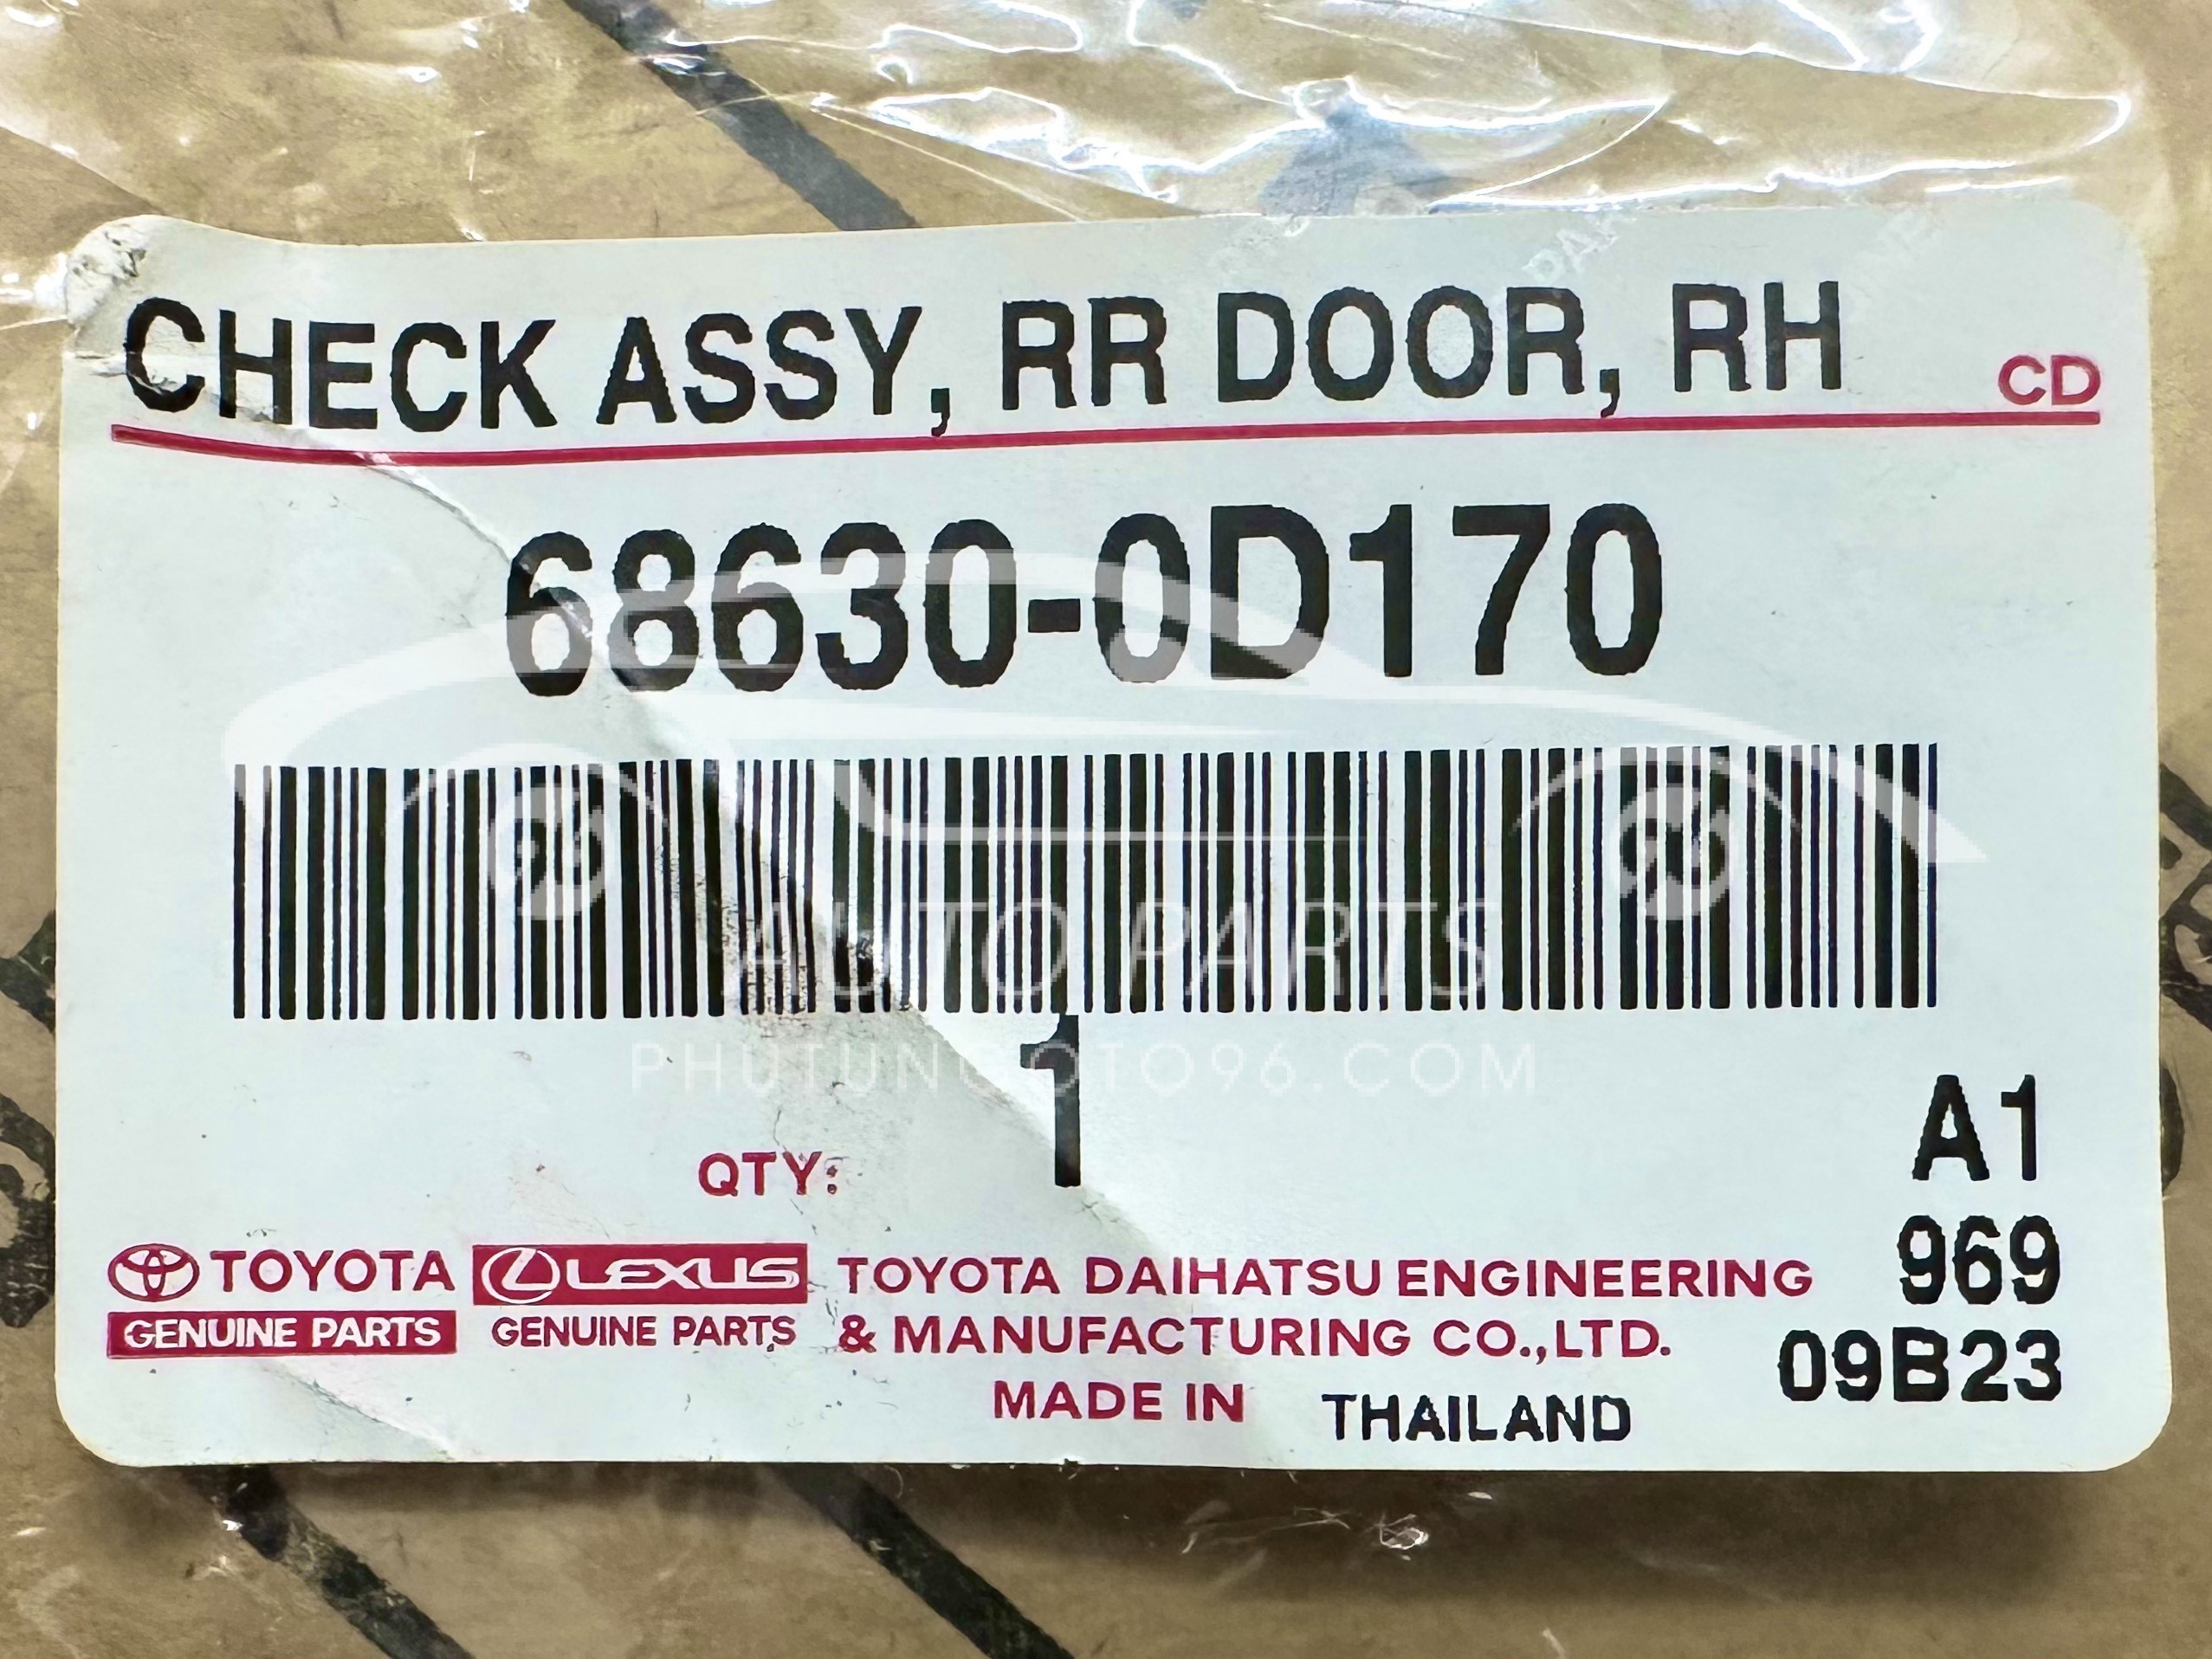 CHECK ASSY, RR DOOR, RH
CD
68630-0D170
AUTO PARTS
PHUTUNGOTO96.COM
QTY: 1
A1
969
09B23
TOYOTA
GENUINE PARTS
LEXUS
GENUINE PARTS
TOYOTA DAIHATSU ENGINEERING
& MANUFACTURING CO.,LTD.
MADE IN THAILAND